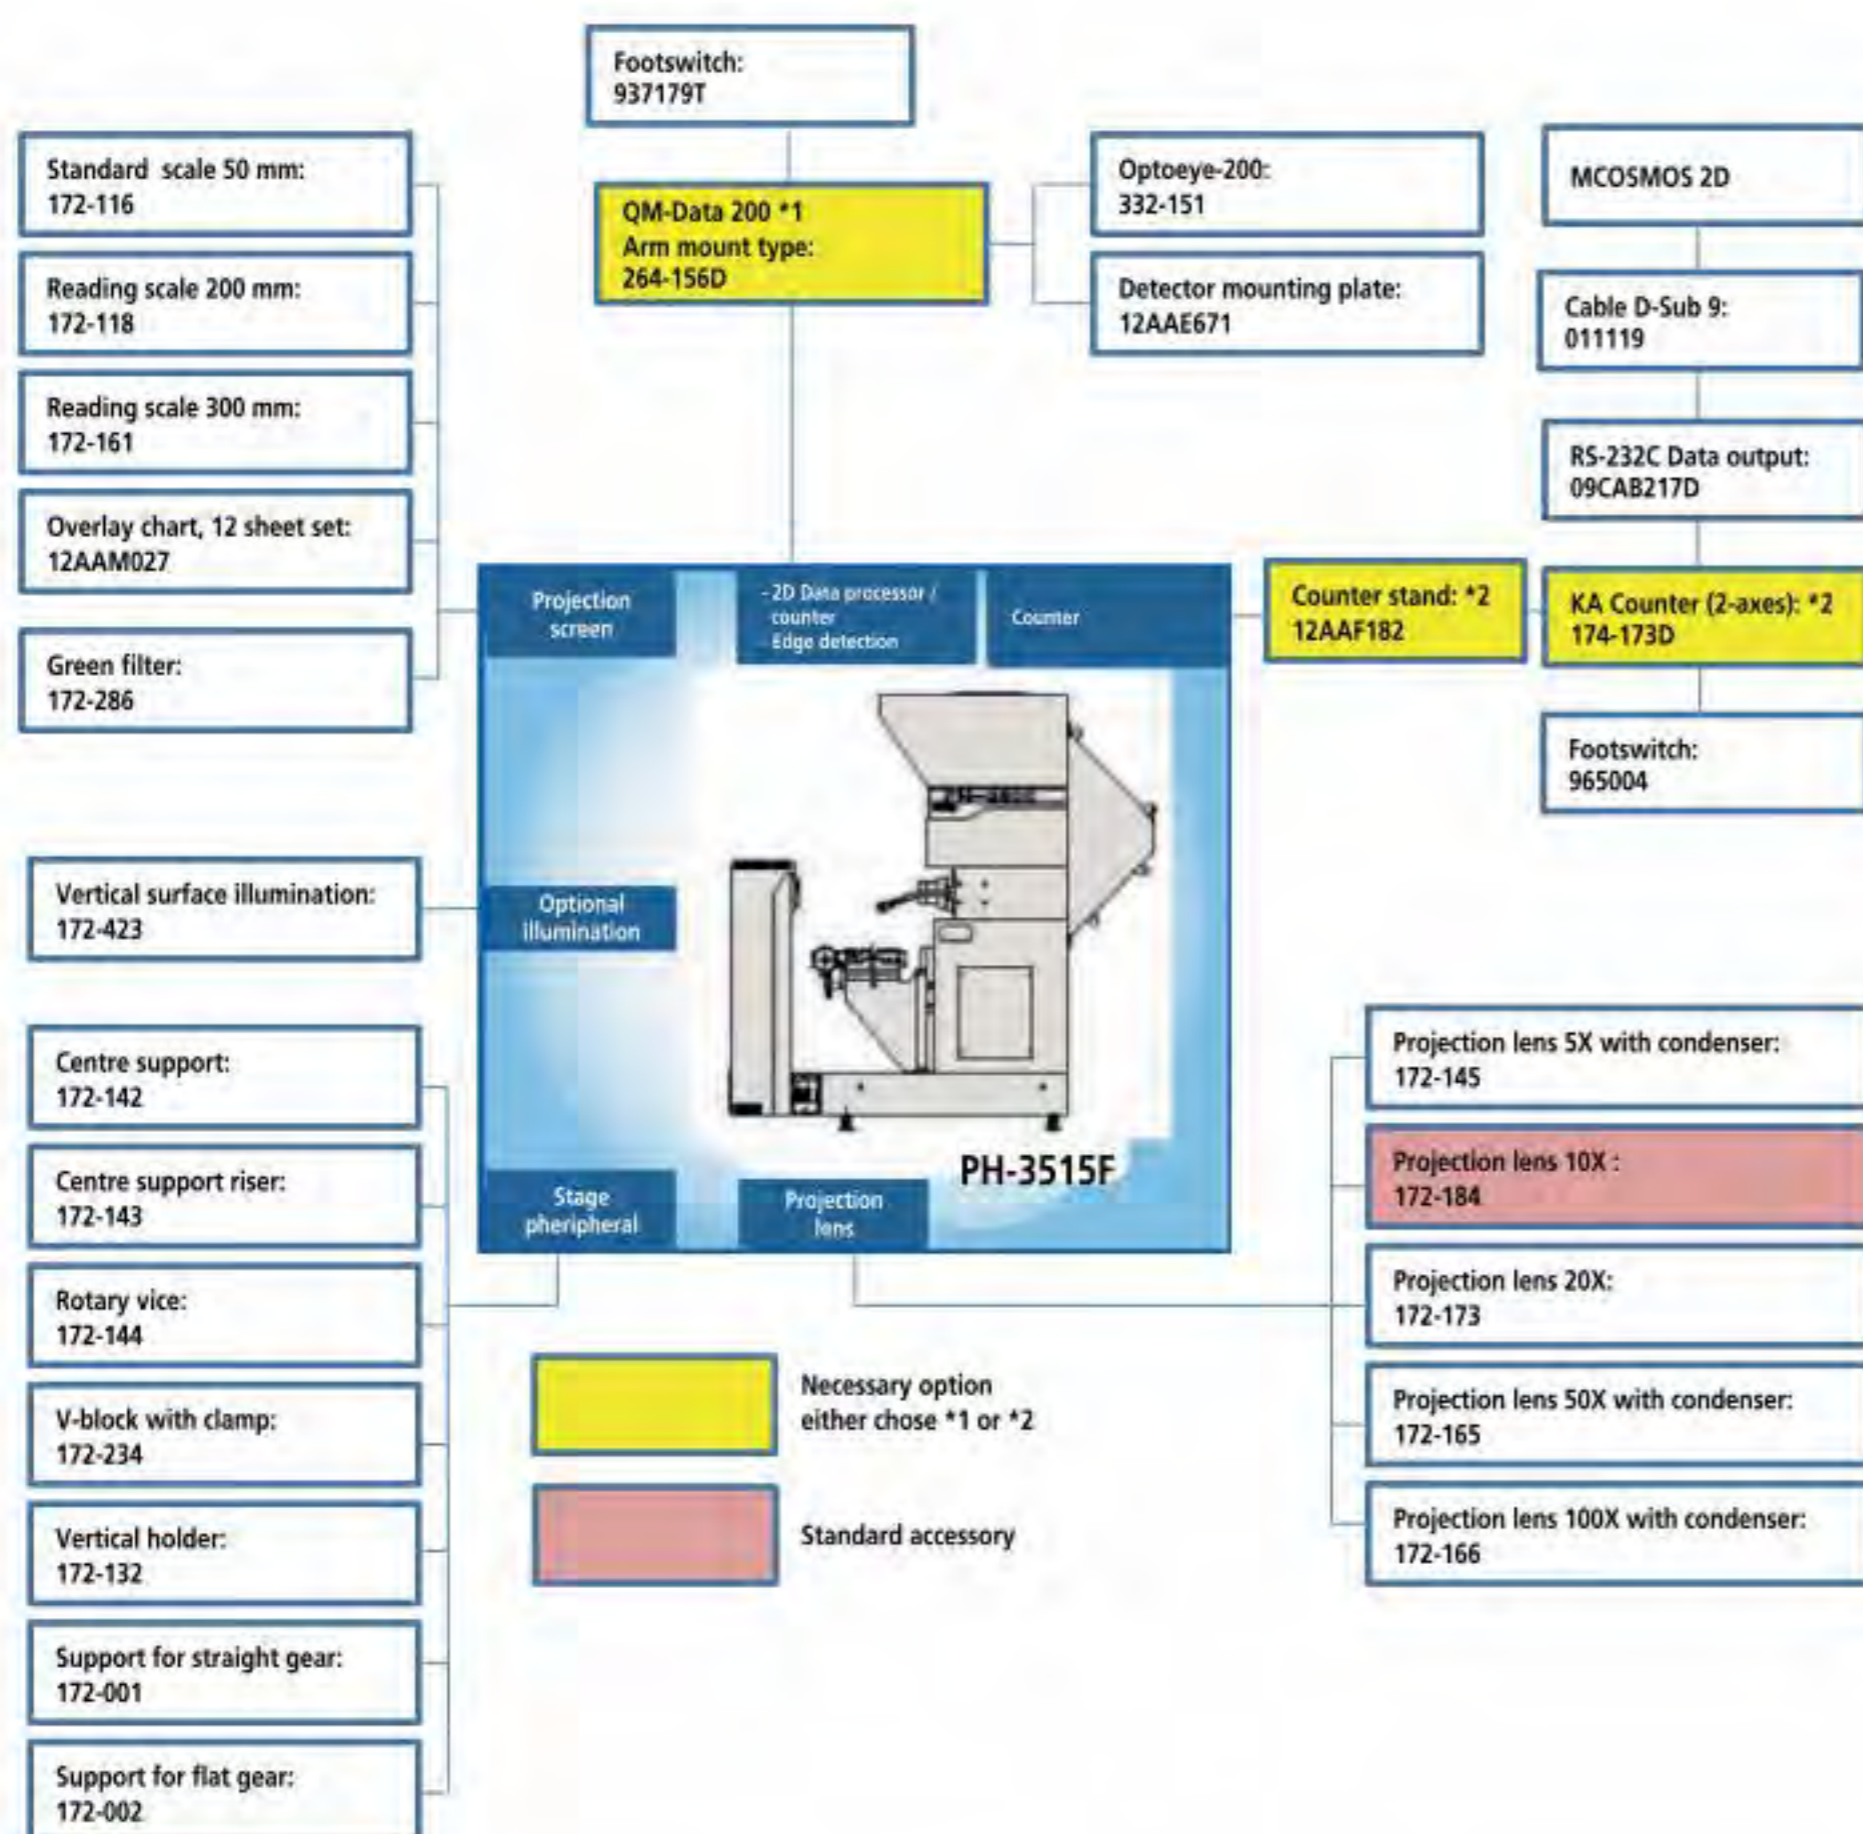 Footswitch:
937179T
Standard scale 50 mm:
172-116
Reading scale 200 mm:
172-118
Reading scale 300 mm:
172-161
Overlay chart, 12 sheet set:
12AAM027
Green filter:
172-286
QM-Data 200 *1
Arm mount type:
264-156D
Optoeye-200:
332-151
Detector mounting plate:
12AAE671
MCOSMOS 2D
Cable D-Sub 9:
011119
RS-232C Data output:
09CAB217D
Projection
screen
- 2D Data processor /
counter
- Edge detection
Counter
Counter stand: *2
12AAF182
KA Counter (2-axes): *2
174-173D
Footswitch:
965004
Vertical surface illumination:
172-423
Optional
illumination
Centre support:
172-142
Centre support riser:
172-143
Rotary vice:
172-144
V-block with clamp:
172-234
Vertical holder:
172-132
Support for straight gear:
172-001
Support for flat gear:
172-002
PH-3515F
Stage
pheripheral
Projection
lens
Projection lens 5X with condenser:
172-145
Projection lens 10X :
172-184
Projection lens 20X:
172-173
Projection lens 50X with condenser:
172-165
Projection lens 100X with condenser:
172-166
Necessary option
either chose *1 or *2
Standard accessory